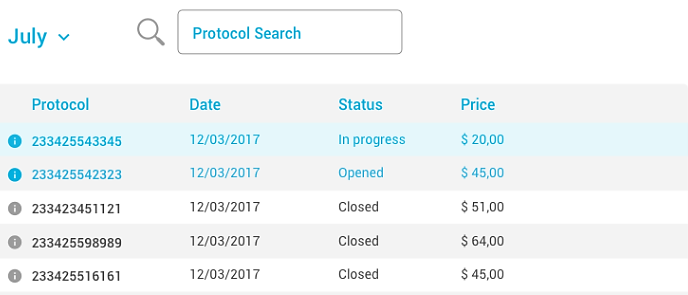 July
Protocol Search
Protocol Date Status Price
233425543345 12/03/2017 In progress $ 20,00
233425542323 12/03/2017 Opened $ 45,00
233423451121 12/03/2017 Closed $ 51,00
233425598989 12/03/2017 Closed $ 64,00
233425516161 12/03/2017 Closed $ 45,00